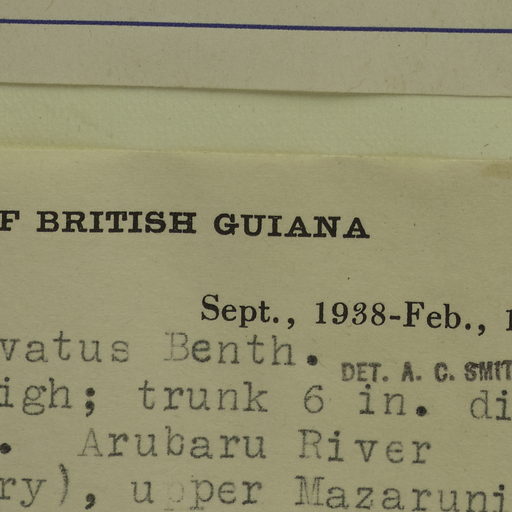 F BRITISH GUIANA
Sept., 1938-Feb., 1
vatus Benth. DET. A. C. SMIT
igh; trunk 6 in. di
. Arubaru River
ry), upper Mazaruni